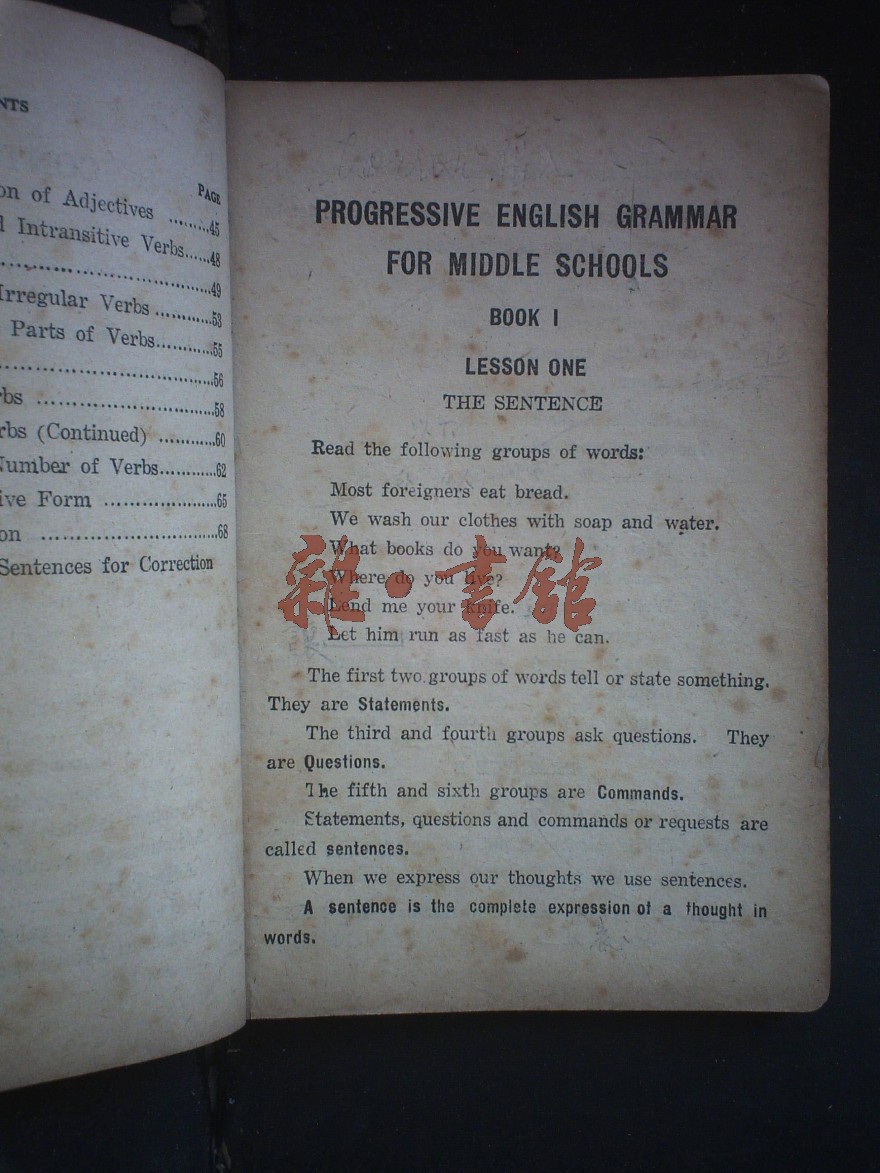 NTS
PAGE
on of Adjectives .........45
d Intransitive Verbs......48
..............................49
Irregular Verbs ............53
Parts of Verbs............55
..............................56
rbs ..............................58
rbs (Continued) ............60
Number of Verbs............62
ive Form .....................65
on ..............................68
Sentences for Correction
PROGRESSIVE ENGLISH GRAMMAR
FOR MIDDLE SCHOOLS
BOOK I
LESSON ONE
THE SENTENCE
Read the following groups of words:
Most foreigners eat bread.
We wash our clothes with soap and water.
What books do you want?
Where do you live?
Lend me your knife.
Let him run as fast as he can.
雜·書館
The first two groups of words tell or state something.
They are Statements.
The third and fourth groups ask questions. They
are Questions.
The fifth and sixth groups are Commands.
Statements, questions and commands or requests are
called sentences.
When we express our thoughts we use sentences.
A sentence is the complete expression of a thought in
words.